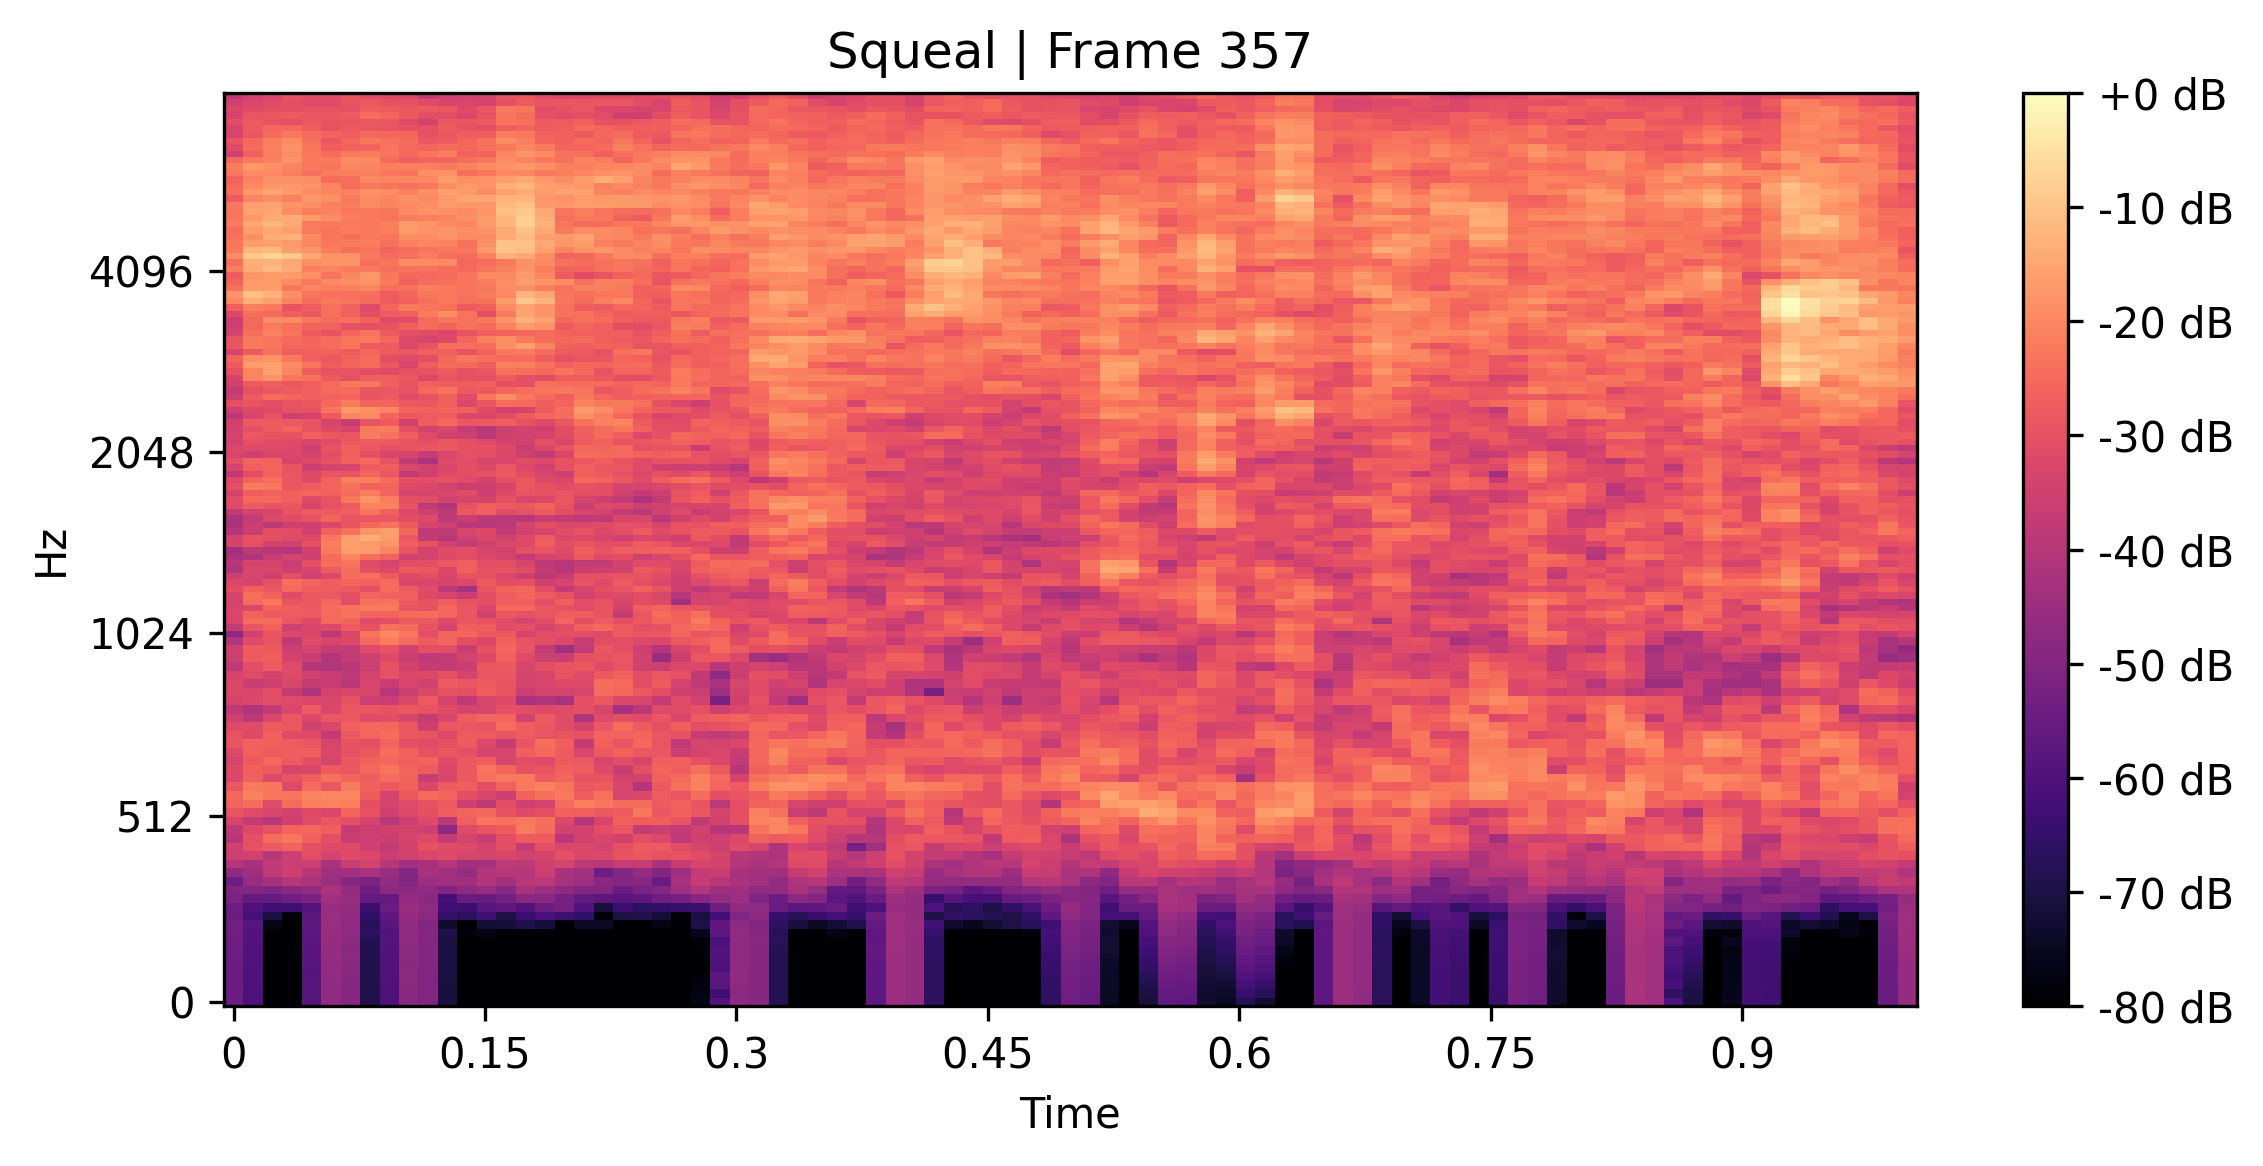 Squeal | Frame 357
+0 dB
-10 dB
-20 dB
-30 dB
-40 dB
-50 dB
-60 dB
-70 dB
-80 dB
Hz
4096
2048
1024
512
0
0 0.15 0.3 0.45 0.6 0.75 0.9
Time